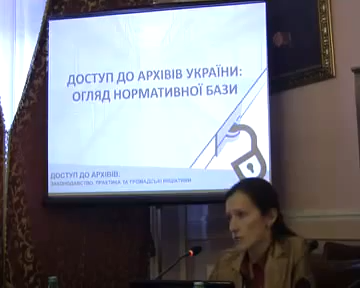 ДОСТУП ДО АРХІВІВ УКРАЇНИ:
ОГЛЯД НОРМАТИВНОЇ БАЗИ
ДОСТУП ДО АРХІВІВ:
ЗАКОНОДАВСТВО, ПРАКТИКА ТА ГРОМАДСЬКІ ІНІЦІАТИВИ